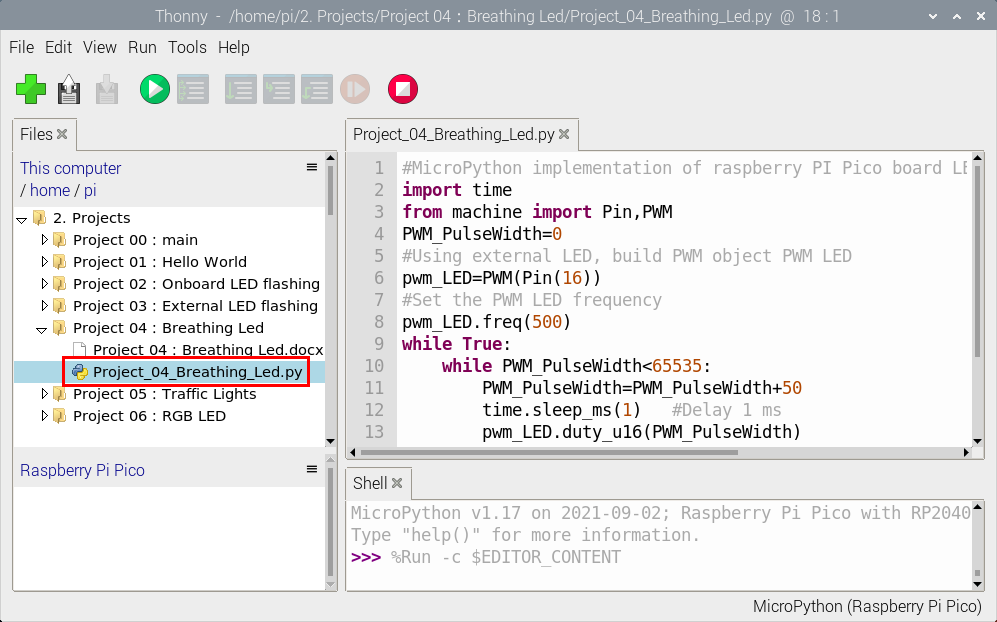 Thonny - /home/pi/2. Projects/Project 04 : Breathing Led/Project_04_Breathing_Led.py @ 18 : 1
File Edit View Run Tools Help
Files
This computer
/ home / pi
2. Projects
Project 00 : main
Project 01 : Hello World
Project 02 : Onboard LED flashing
Project 03 : External LED flashing
Project 04 : Breathing Led
Project 04 : Breathing Led.docx
Project_04_Breathing_Led.py
Project 05 : Traffic Lights
Project 06 : RGB LED
Raspberry Pi Pico
Project_04_Breathing_Led.py
1 #MicroPython implementation of raspberry PI Pico board LE
2 import time
3 from machine import Pin,PWM
4 PWM_PulseWidth=0
5 #Using external LED, build PWM object PWM LED
6 pwm_LED=PWM(Pin(16))
7 #Set the PWM LED frequency
8 pwm_LED.freq(500)
9 while True:
10 while PWM_PulseWidth<65535:
11 PWM_PulseWidth=PWM_PulseWidth+50
12 time.sleep_ms(1) #Delay 1 ms
13 pwm_LED.duty_u16(PWM_PulseWidth)
Shell
MicroPython v1.17 on 2021-09-02; Raspberry Pi Pico with RP2040
Type "help()" for more information.
>>> %Run -c $EDITOR_CONTENT
MicroPython (Raspberry Pi Pico)